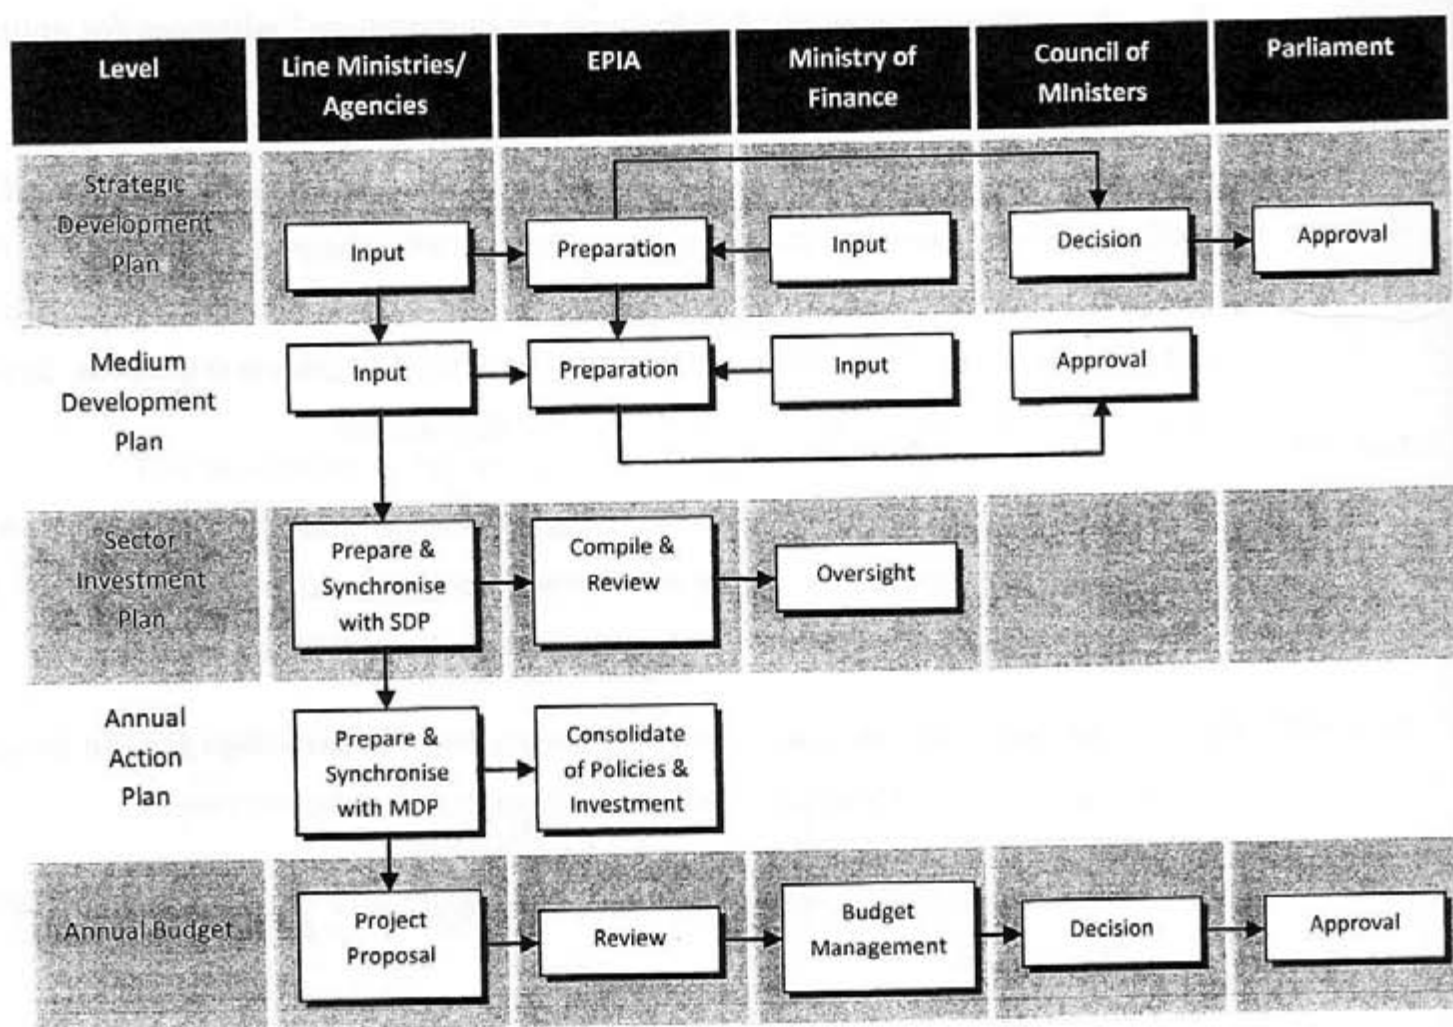 Level
Line Ministries/
Agencies
EPIA
Ministry of
Finance
Council of
Ministers
Parliament
Strategic
Development
Plan
Input
Preparation
Input
Decision
Approval
Medium
Development
Plan
Input
Preparation
Input
Approval
Sector
Investment
Plan
Prepare &
Synchronise
with SDP
Compile &
Review
Oversight
Annual
Action
Plan
Prepare &
Synchronise
with MDP
Consolidate
of Policies &
Investment
Annual Budget
Project
Proposal
Review
Budget
Management
Decision
Approval